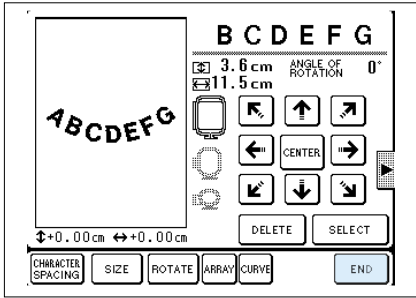 B C D E F G
3.6cm ANGLE OF ROTATION 0°
11.5cm
ABCDEFG
CENTER
DELETE SELECT
↕+0.00cm ↔+0.00cm
CHARACTER SPACING SIZE ROTATE ARRAY CURVE END